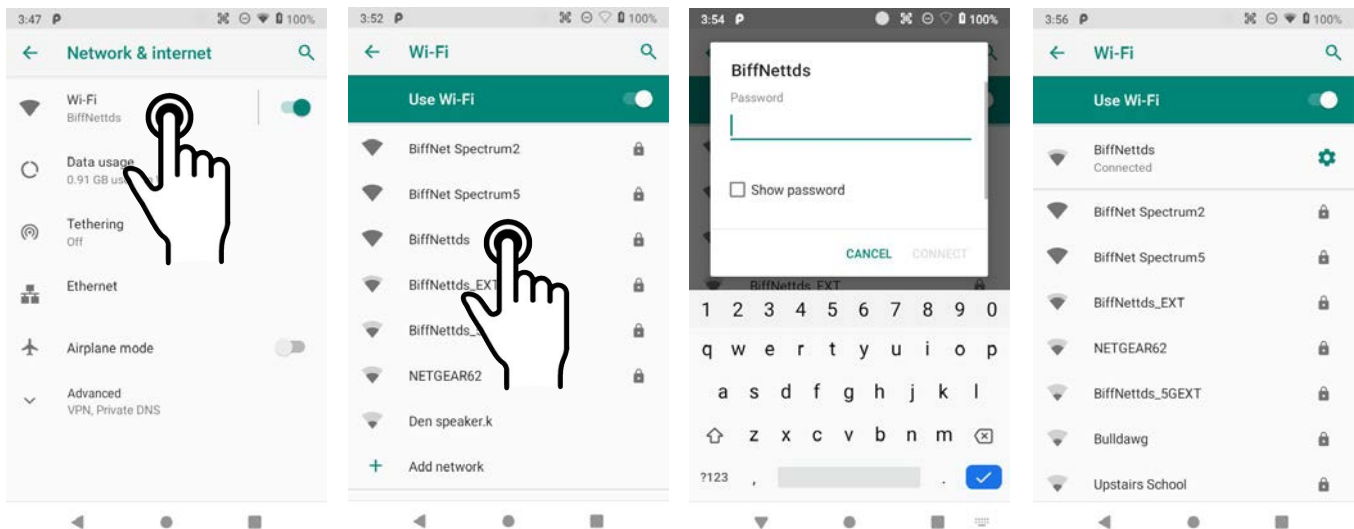 3:47 P 100%
Network & internet
Wi-Fi
BiffNettds
Data usage
0.91 GB
Tethering
Off
Ethernet
Airplane mode
Advanced
VPN, Private DNS
3:52 P 100%
Wi-Fi
Use Wi-Fi
BiffNet Spectrum2
BiffNet Spectrum5
BiffNettds
BiffNettds_EXT
BiffNettds_
NETGEAR62
Den speaker.k
+ Add network
3:54 P 100%
BiffNettds
Password
Show password
CANCEL CONNECT
BiffNettds_EXT
1 2 3 4 5 6 7 8 9 0
q w e r t y u i o p
a s d f g h j k l
z x c v b n m
?123 , .
3:56 P 100%
Wi-Fi
Use Wi-Fi
BiffNettds
Connected
BiffNet Spectrum2
BiffNet Spectrum5
BiffNettds_EXT
NETGEAR62
BiffNettds_5GEXT
Bulldawg
Upstairs School